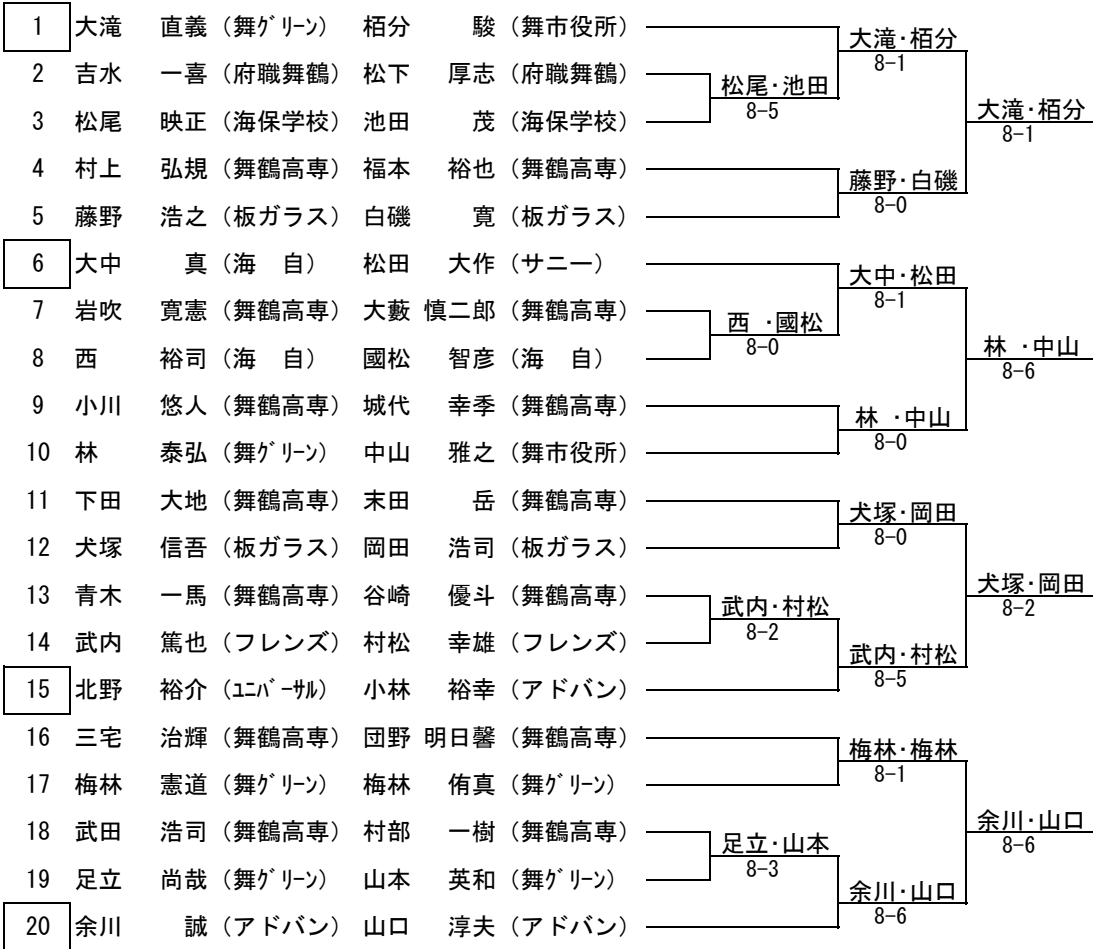 1 大滝 直義 (舞グリーン) 栢分 駿 (舞市役所)
2 吉水 一喜 (府職舞鶴) 松下 厚志 (府職舞鶴)
3 松尾 映正 (海保学校) 池田 茂 (海保学校)
4 村上 弘規 (舞鶴高専) 福本 裕也 (舞鶴高専)
5 藤野 浩之 (板ガラス) 白磯 寛 (板ガラス)
6 大中 真 (海 自) 松田 大作 (サニー)
7 岩吹 寛憲 (舞鶴高専) 大藪 慎二郎 (舞鶴高専)
8 西 裕司 (海 自) 國松 智彦 (海 自)
9 小川 悠人 (舞鶴高専) 城代 幸季 (舞鶴高専)
10 林 泰弘 (舞グリーン) 中山 雅之 (舞市役所)
11 下田 大地 (舞鶴高専) 末田 岳 (舞鶴高専)
12 犬塚 信吾 (板ガラス) 岡田 浩司 (板ガラス)
13 青木 一馬 (舞鶴高専) 谷崎 優斗 (舞鶴高専)
14 武内 篤也 (フレンズ) 村松 幸雄 (フレンズ)
15 北野 裕介 (ユニバーサル) 小林 裕幸 (アドバン)
16 三宅 治輝 (舞鶴高専) 団野 明日馨 (舞鶴高専)
17 梅林 憲道 (舞グリーン) 梅林 侑真 (舞グリーン)
18 武田 浩司 (舞鶴高専) 村部 一樹 (舞鶴高専)
19 足立 尚哉 (舞グリーン) 山本 英和 (舞グリーン)
20 余川 誠 (アドバン) 山口 淳夫 (アドバン)
松尾・池田
8-5
西 ・國松
8-0
武内・村松
8-2
足立・山本
8-3
大滝・栢分
8-1
藤野・白磯
8-0
大中・松田
8-1
林 ・中山
8-0
犬塚・岡田
8-0
武内・村松
8-5
梅林・梅林
8-1
余川・山口
8-6
大滝・栢分
8-1
林 ・中山
8-6
犬塚・岡田
8-2
余川・山口
8-6